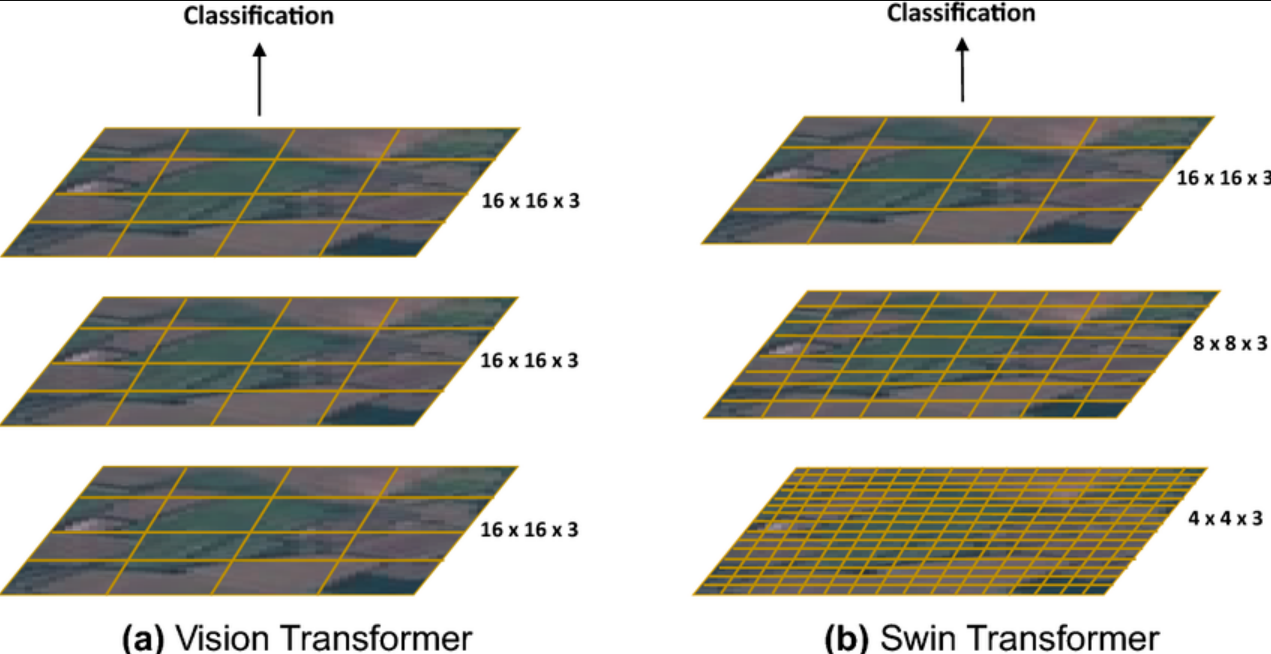 Classification
16 x 16 x 3
16 x 16 x 3
16 x 16 x 3
(a) Vision Transformer
Classification
16 x 16 x 3
8 x 8 x 3
4 x 4 x 3
(b) Swin Transformer